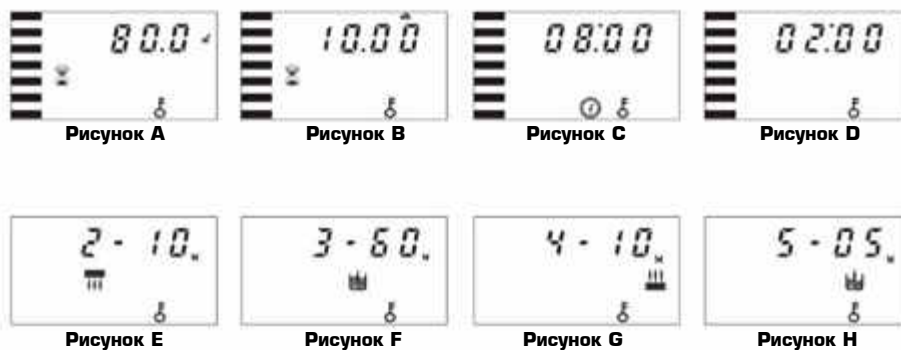 80.0 10.00 08:00 02:00
Рисунок A Рисунок B Рисунок C Рисунок D
2 - 10 3 - 60 4 - 10 5 - 05
Рисунок E Рисунок F Рисунок G Рисунок H